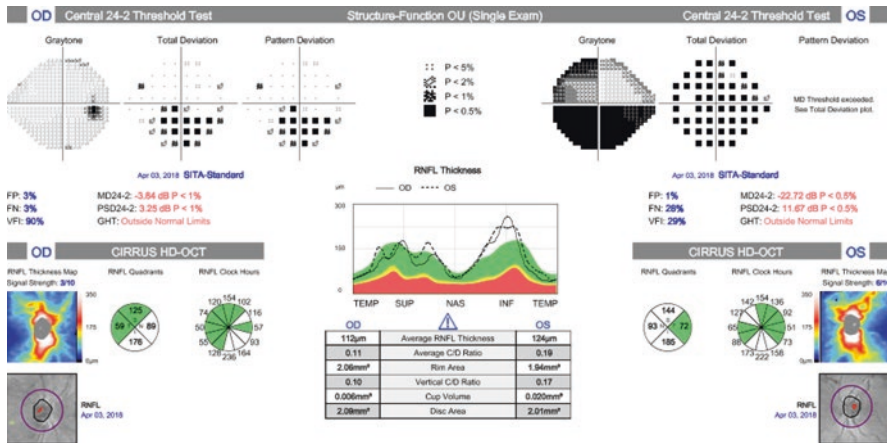 OD Central 24-2 Threshold Test Structure-Function OU (Single Exam) Central 24-2 Threshold Test OS
Graytone Total Deviation Pattern Deviation Graytone Total Deviation Pattern Deviation
P < 5%
P < 2%
P < 1%
P < 0.5%
MD Threshold exceeded.
See Total Deviation plot.
Apr 03, 2018 SITA-Standard
Apr 03, 2018 SITA-Standard
FP: 3% MD24-2: -3.84 dB P < 1%
FN: 3% PSD24-2: 3.25 dB P < 1%
VFI: 90% GHT: Outside Normal Limits
FP: 1% MD24-2: -22.72 dB P < 0.5%
FN: 28% PSD24-2: 11.67 dB P < 0.5%
VFI: 29% GHT: Outside Normal Limits
RNFL Thickness
µm OD OS
300
150
0
TEMP SUP NAS INF TEMP
OD CIRRUS HD-OCT
RNFL Thickness Map RNFL Quadrants RNFL Clock Hours
Signal Strength: 3/10
350
175
0µm
125
59 T S N I 89
176
154
120 102
74 116
50 57
55 93
128 164
236
RNFL
Apr 03, 2018
OD OS
112µm Average RNFL Thickness 124µm
0.11 Average C/D Ratio 0.19
2.06mm² Rim Area 1.94mm²
0.10 Vertical C/D Ratio 0.17
0.006mm³ Cup Volume 0.020mm³
2.09mm² Disc Area 2.01mm²
CIRRUS HD-OCT OS
RNFL Quadrants RNFL Clock Hours RNFL Thickness Map
Signal Strength: 6/10
144
93 72
185
154
142 136
127 92
65 51
88 73
173 158
222
350
175
0µm
RNFL
Apr 03, 2018